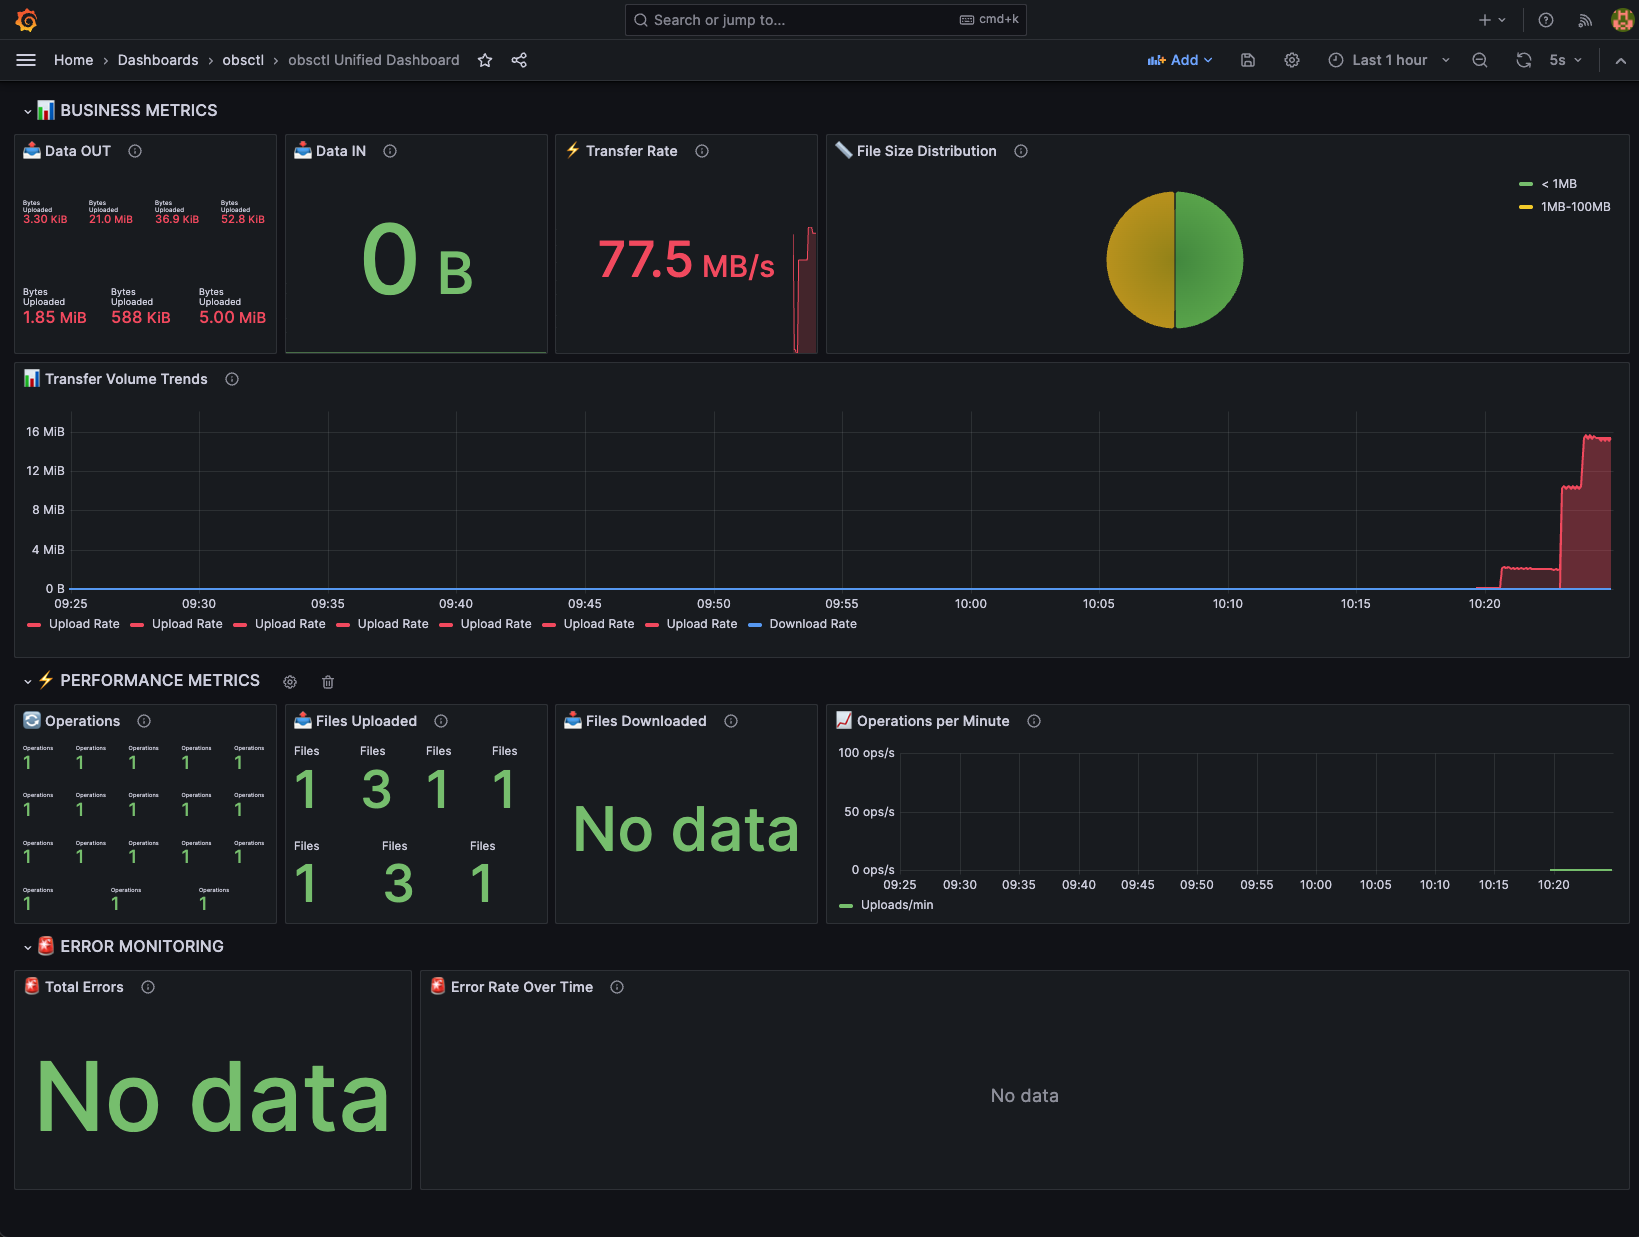 Search or jump to... cmd+k
Home › Dashboards › obsctl › obsctl Unified Dashboard Add Last 1 hour 5s
BUSINESS METRICS
Data OUT
Bytes Uploaded 3.30 KiB
Bytes Uploaded 21.0 MiB
Bytes Uploaded 36.9 KiB
Bytes Uploaded 52.8 KiB
Bytes Uploaded 1.85 MiB
Bytes Uploaded 588 KiB
Bytes Uploaded 5.00 MiB
Data IN
0 B
Transfer Rate
77.5 MB/s
File Size Distribution
< 1MB
1MB-100MB
Transfer Volume Trends
16 MiB
12 MiB
8 MiB
4 MiB
0 B
09:25 09:30 09:35 09:40 09:45 09:50 09:55 10:00 10:05 10:10 10:15 10:20
Upload Rate Upload Rate Upload Rate Upload Rate Upload Rate Upload Rate Upload Rate Download Rate
PERFORMANCE METRICS
Operations
Operations Operations Operations Operations Operations
1 1 1 1 1
Operations Operations Operations Operations Operations
1 1 1 1 1
Operations Operations Operations Operations Operations
1 1 1 1 1
Operations Operations Operations
1 1 1
Files Uploaded
Files Files Files Files
1 3 1 1
Files Files Files
1 3 1
Files Downloaded
No data
Operations per Minute
100 ops/s
50 ops/s
0 ops/s
09:25 09:30 09:35 09:40 09:45 09:50 09:55 10:00 10:05 10:10 10:15 10:20
Uploads/min
ERROR MONITORING
Total Errors
No data
Error Rate Over Time
No data